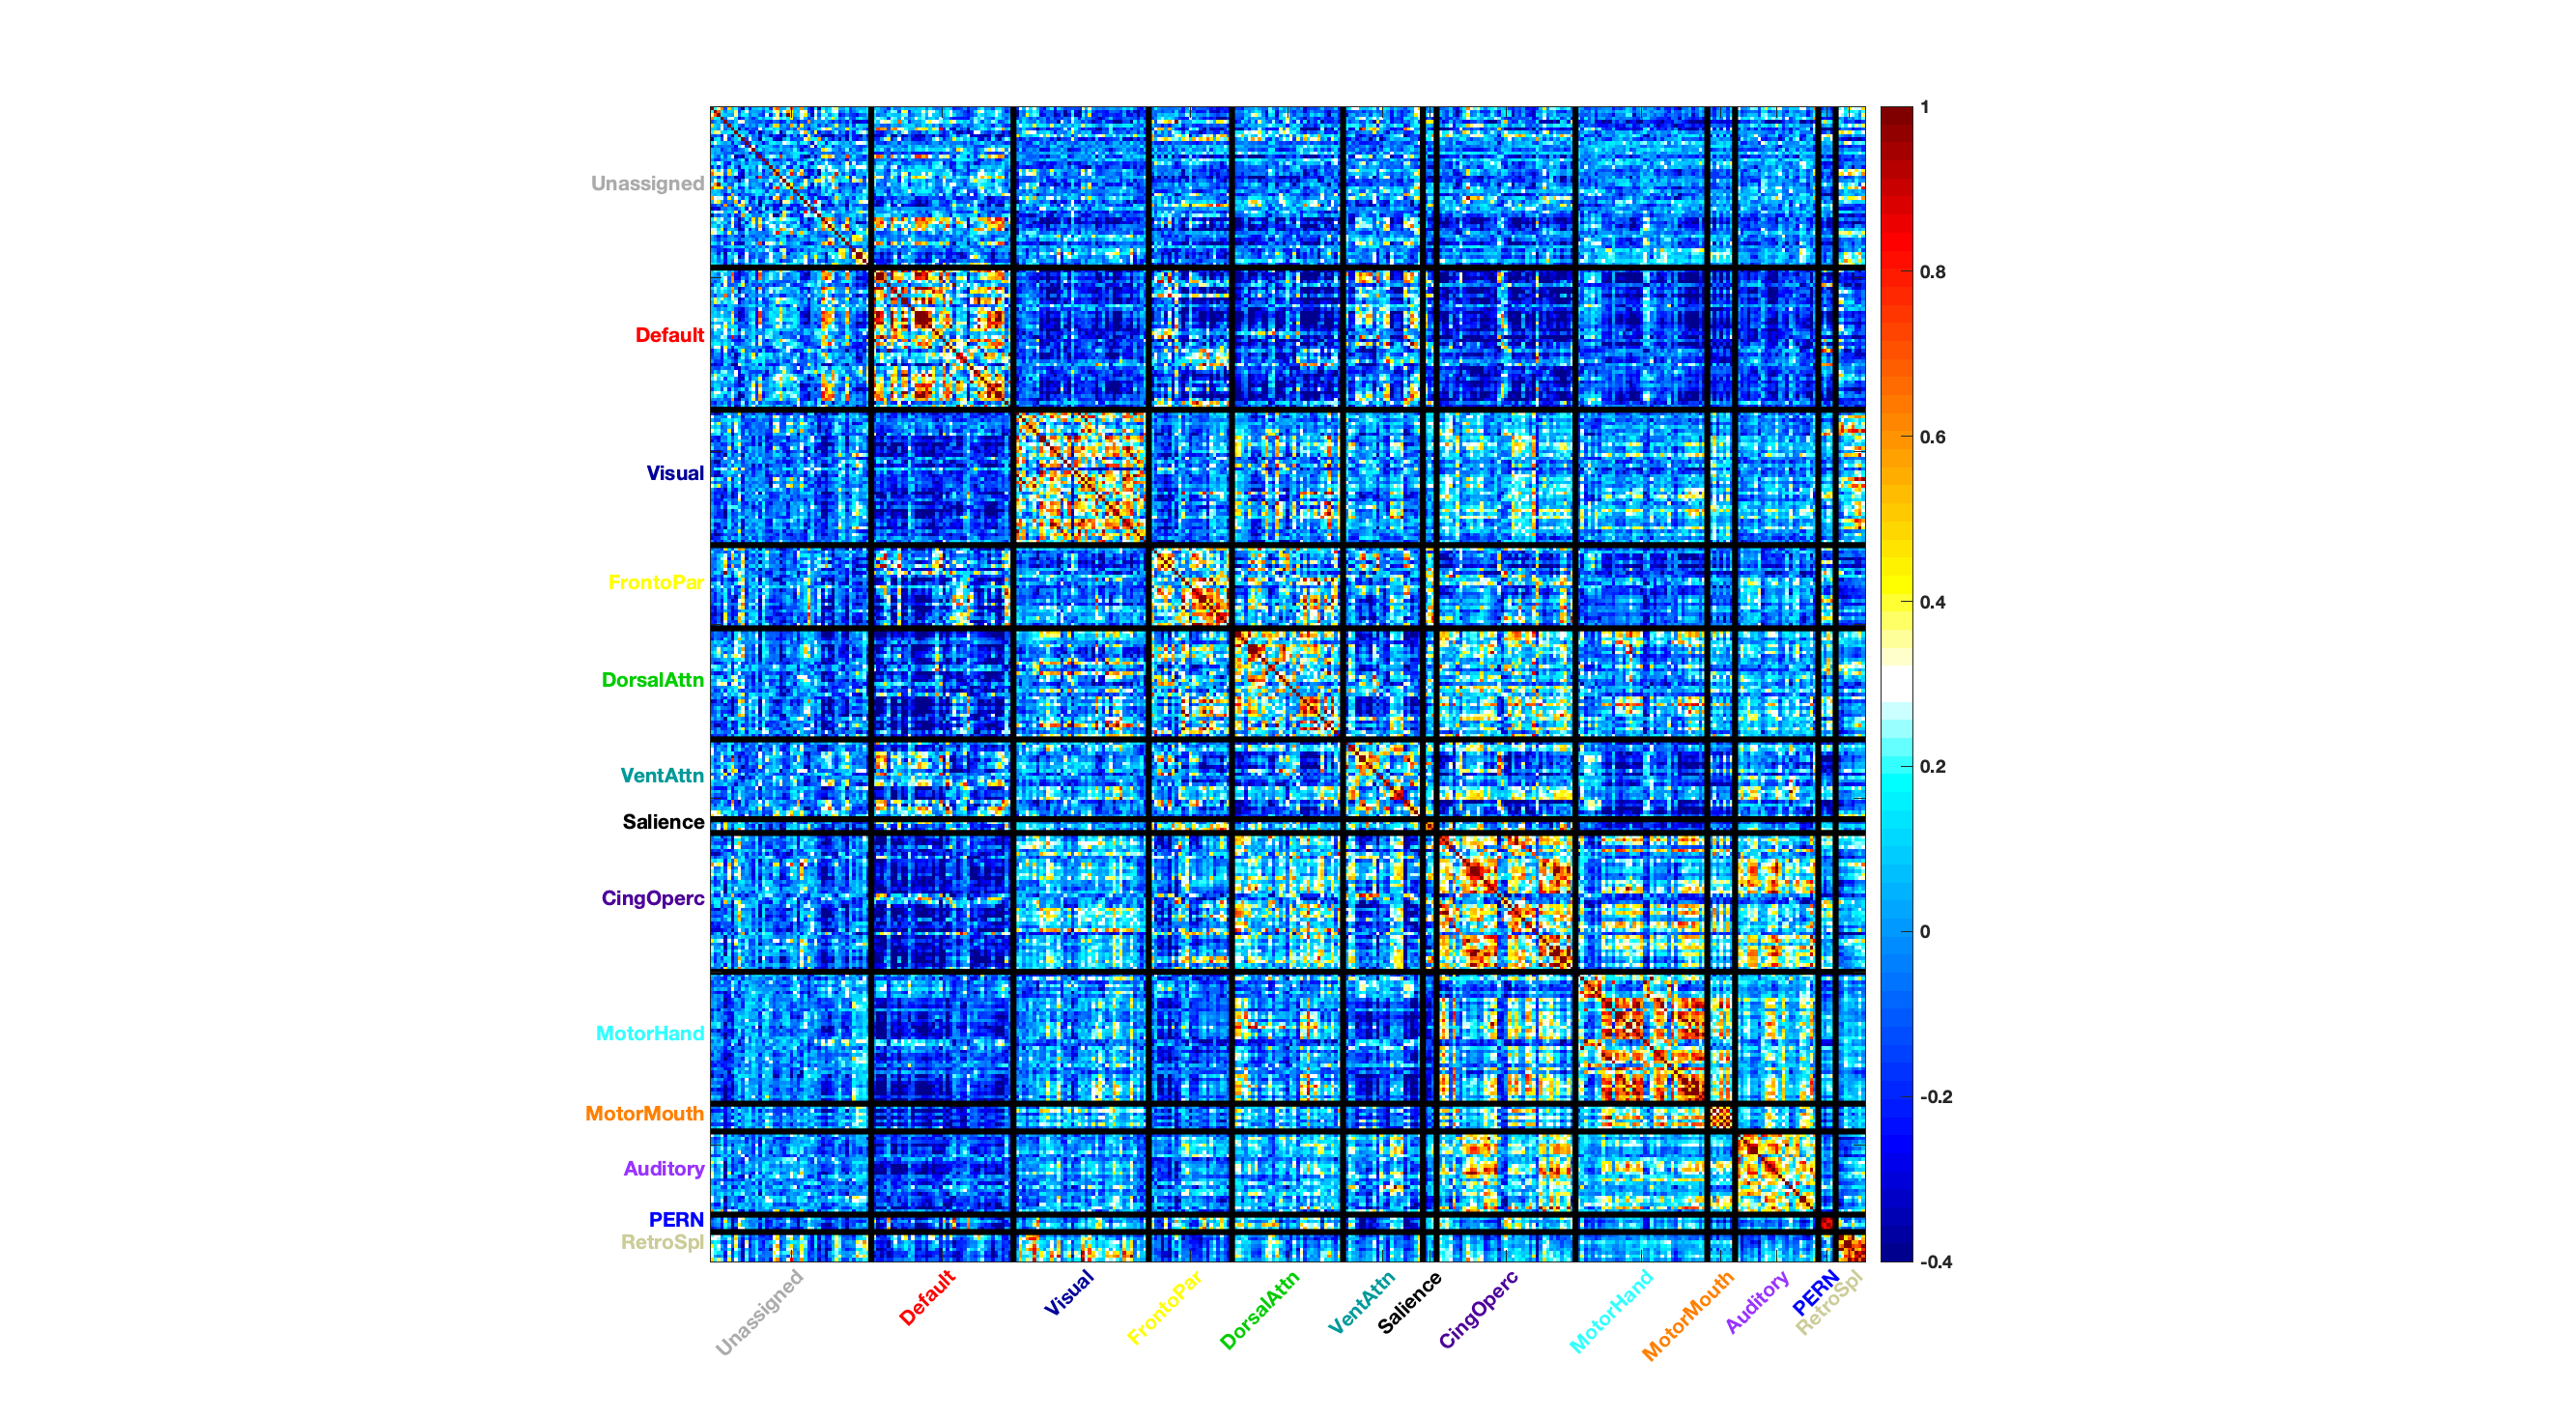 Unassigned
Default
Visual
FrontoPar
DorsalAttn
VentAttn
Salience
CingOperc
MotorHand
MotorMouth
Auditory
PERN
RetroSpl
Unassigned
Default
Visual
FrontoPar
DorsalAttn
VentAttn
Salience
CingOperc
MotorHand
MotorMouth
Auditory
PERN
RetroSpl
1
0.8
0.6
0.4
0.2
0
-0.2
-0.4